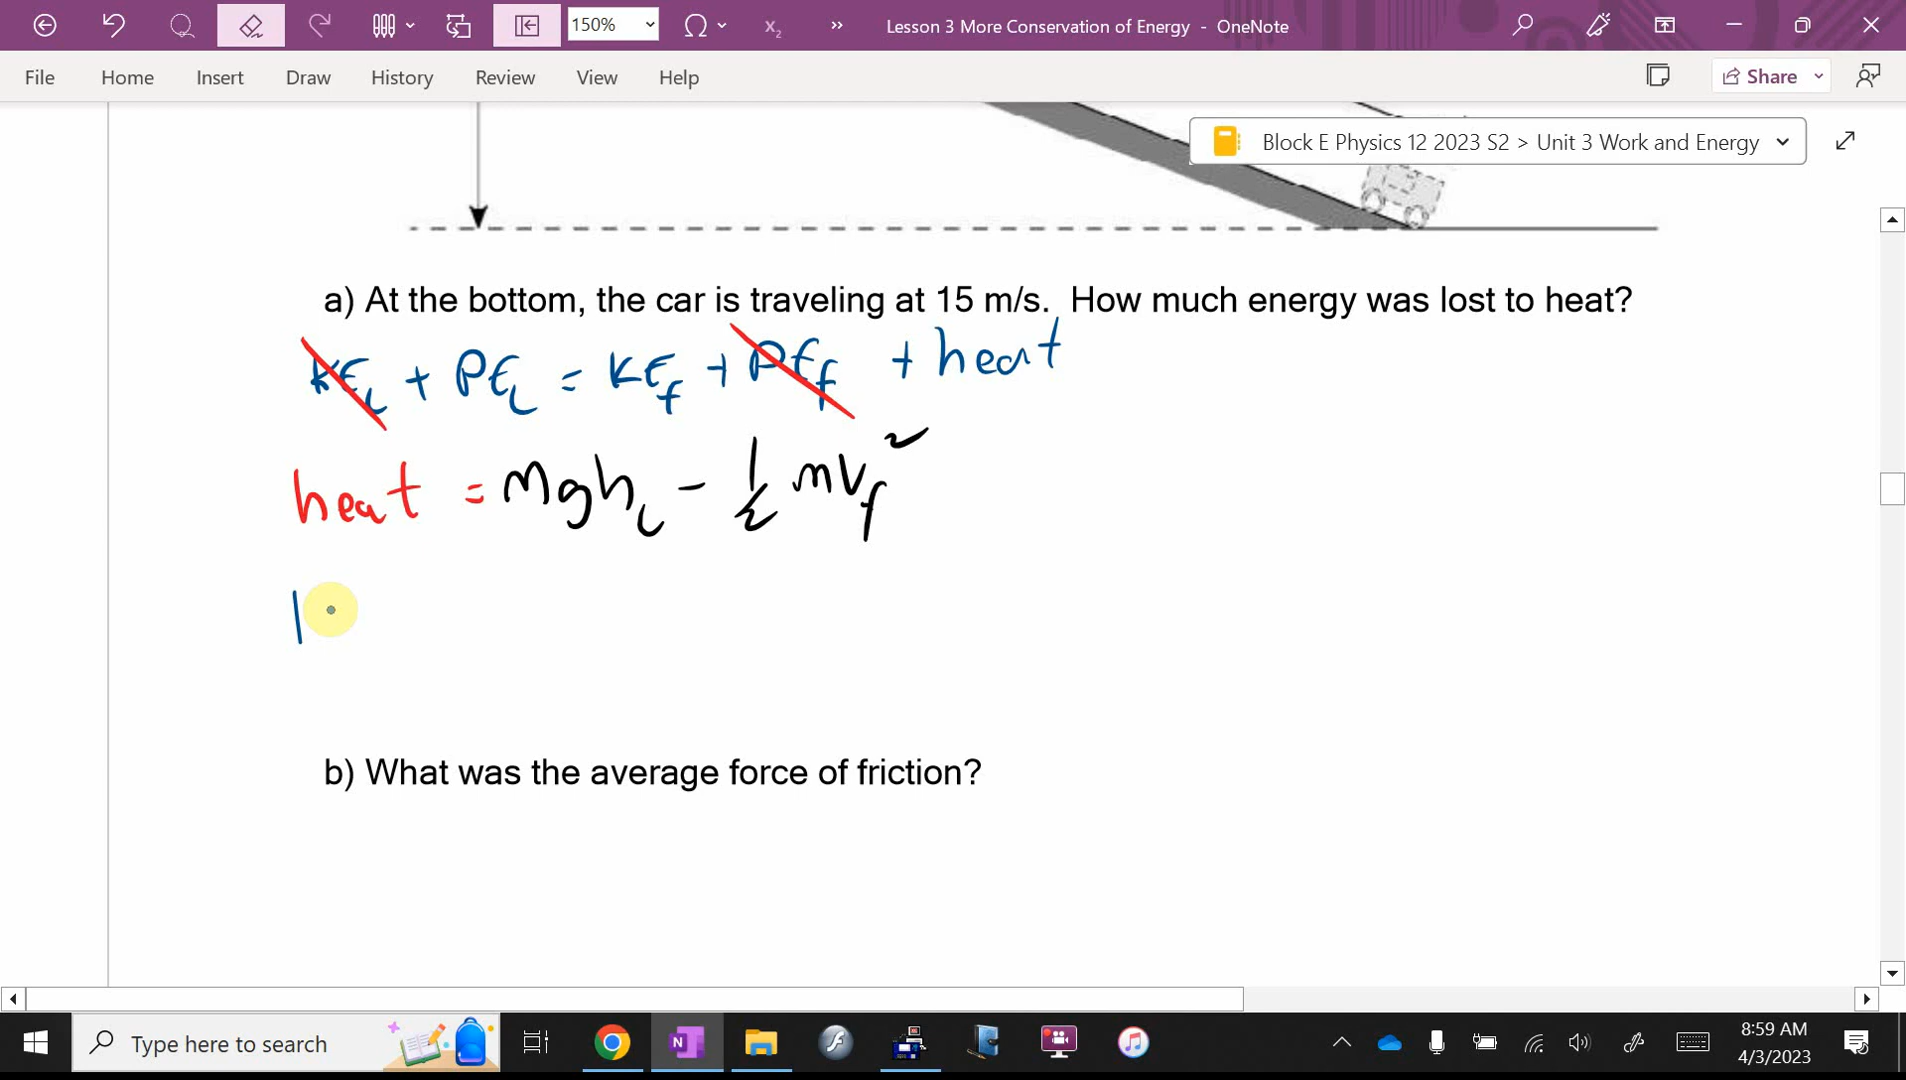 150%
Lesson 3 More Conservation of Energy - OneNote
File Home Insert Draw History Review View Help
Share
Block E Physics 12 2023 S2 > Unit 3 Work and Energy
a) At the bottom, the car is traveling at 15 m/s. How much energy was lost to heat?
KEi + PEi = KEf + PEf + heat
heat = mghi - 1/2 mvf²
b) What was the average force of friction?
Type here to search
8:59 AM
4/3/2023